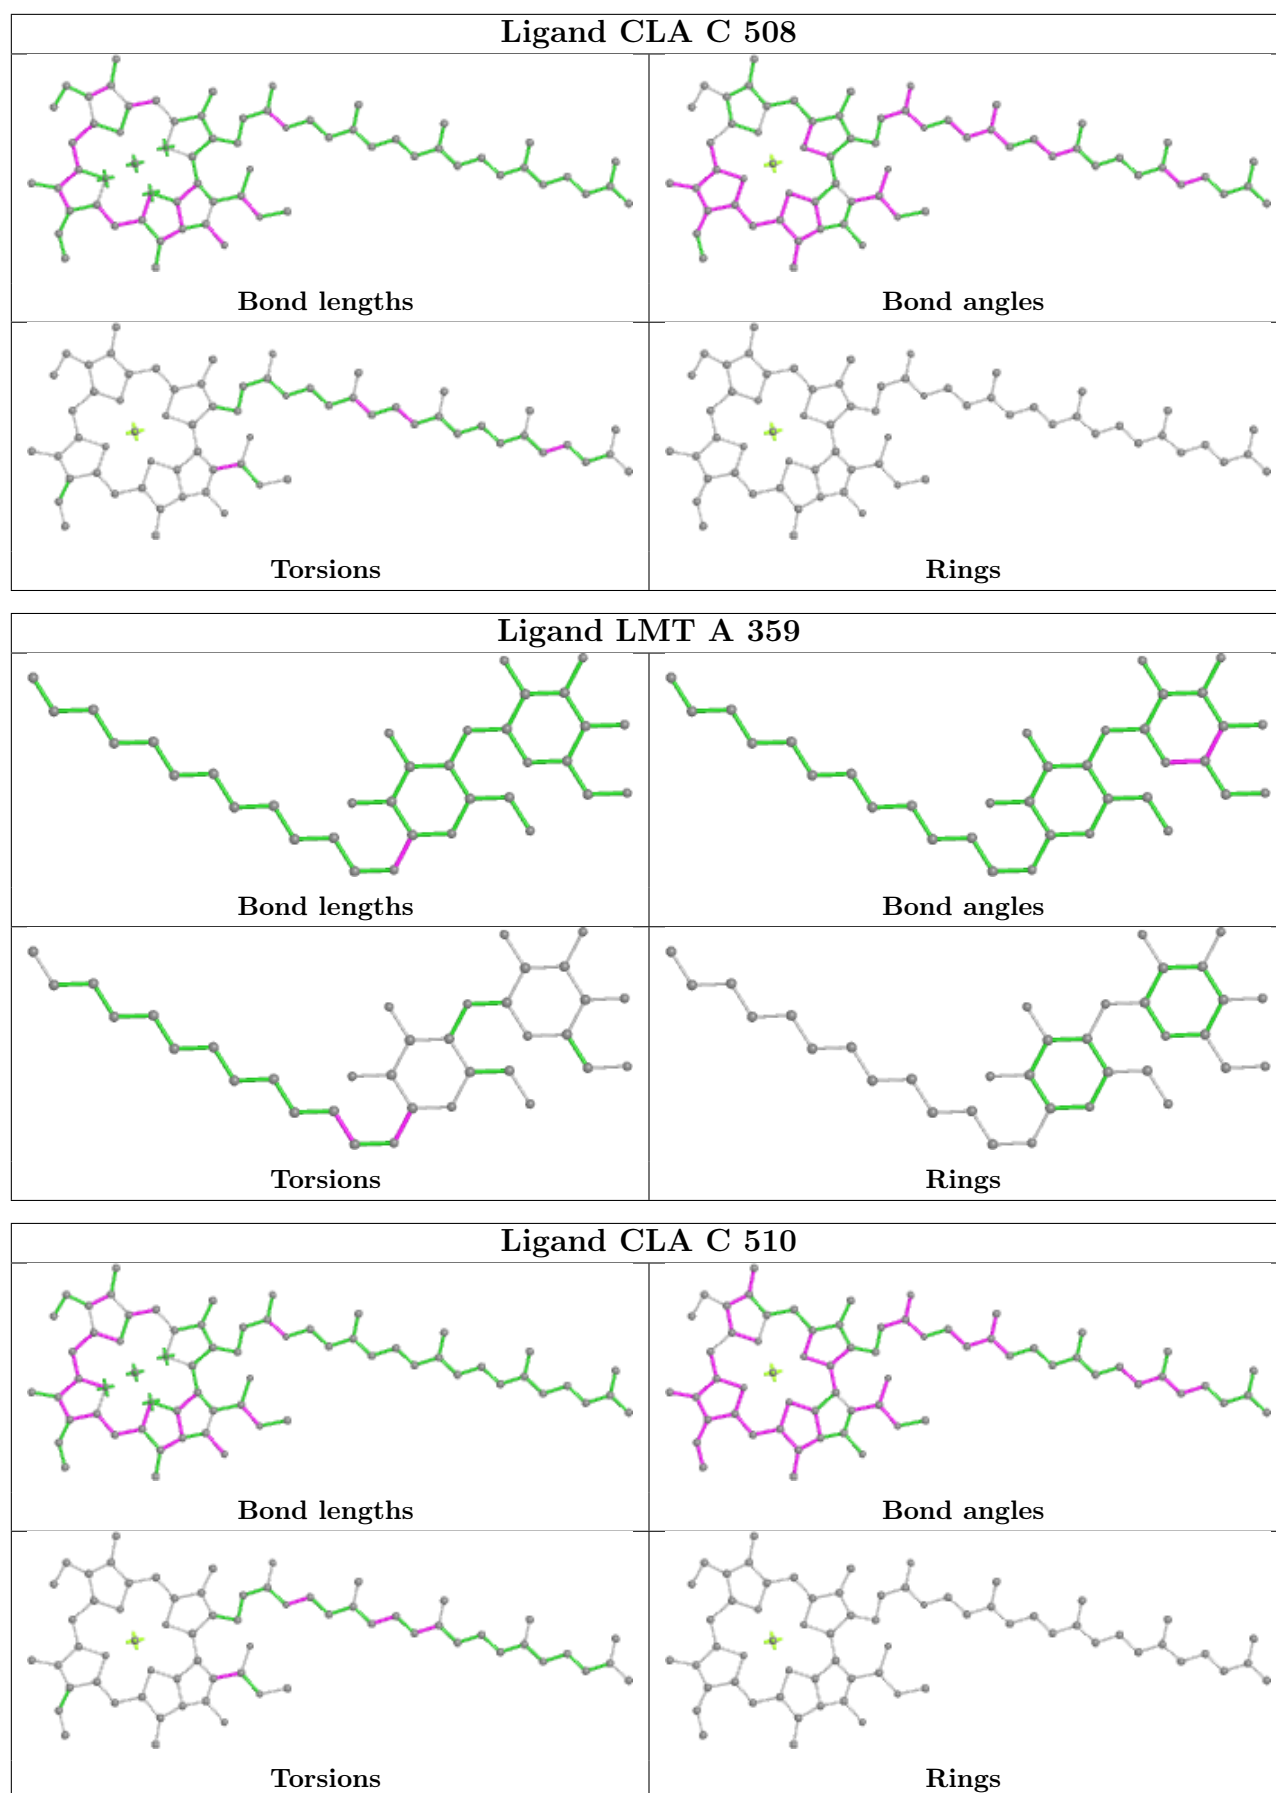 Ligand CLA C 508
Bond lengths
Bond angles
Torsions
Rings
Ligand LMT A 359
Bond lengths
Bond angles
Torsions
Rings
Ligand CLA C 510
Bond lengths
Bond angles
Torsions
Rings